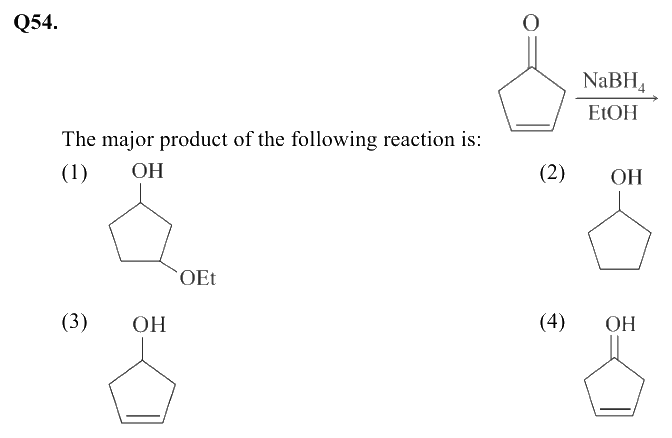 Q54.
O
NaBH4
EtOH
The major product of the following reaction is:
(1)
OH
OEt
(2)
OH
(3)
OH
(4)
OH